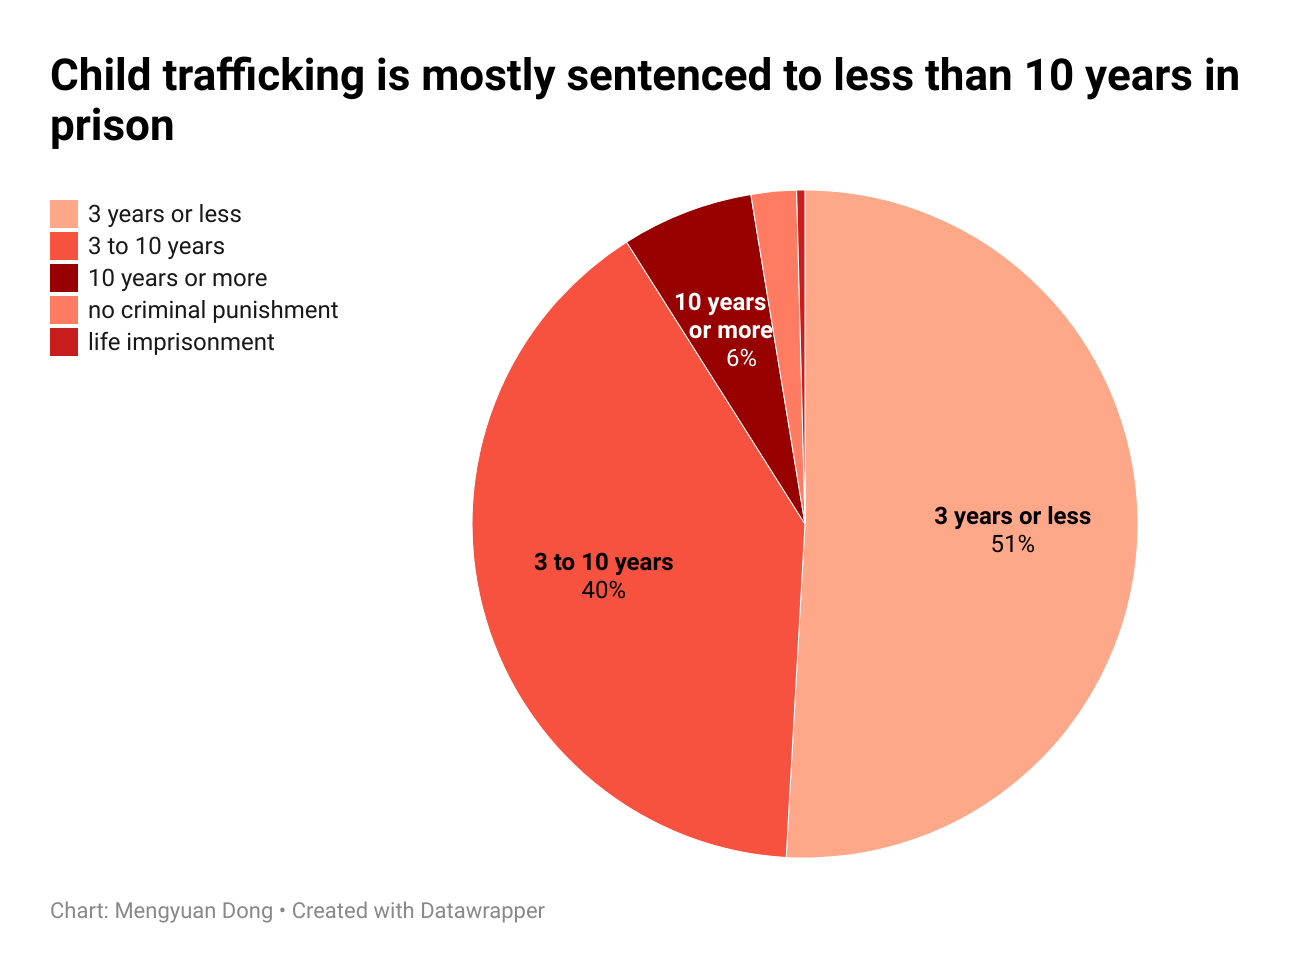 Child trafficking is mostly sentenced to less than 10 years in
prison
3 years or less
3 to 10 years
10 years or more
no criminal punishment
life imprisonment
10 years
or more
6%
3 years or less
51%
3 to 10 years
40%
Chart: Mengyuan Dong • Created with Datawrapper